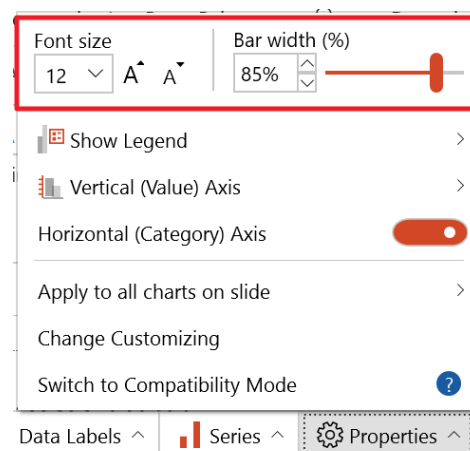 Font size
Bar width (%)
12
A
A
85%
Show Legend
Vertical (Value) Axis
Horizontal (Category) Axis
Apply to all charts on slide
Change Customizing
Switch to Compatibility Mode
?
Data Labels
Series
Properties